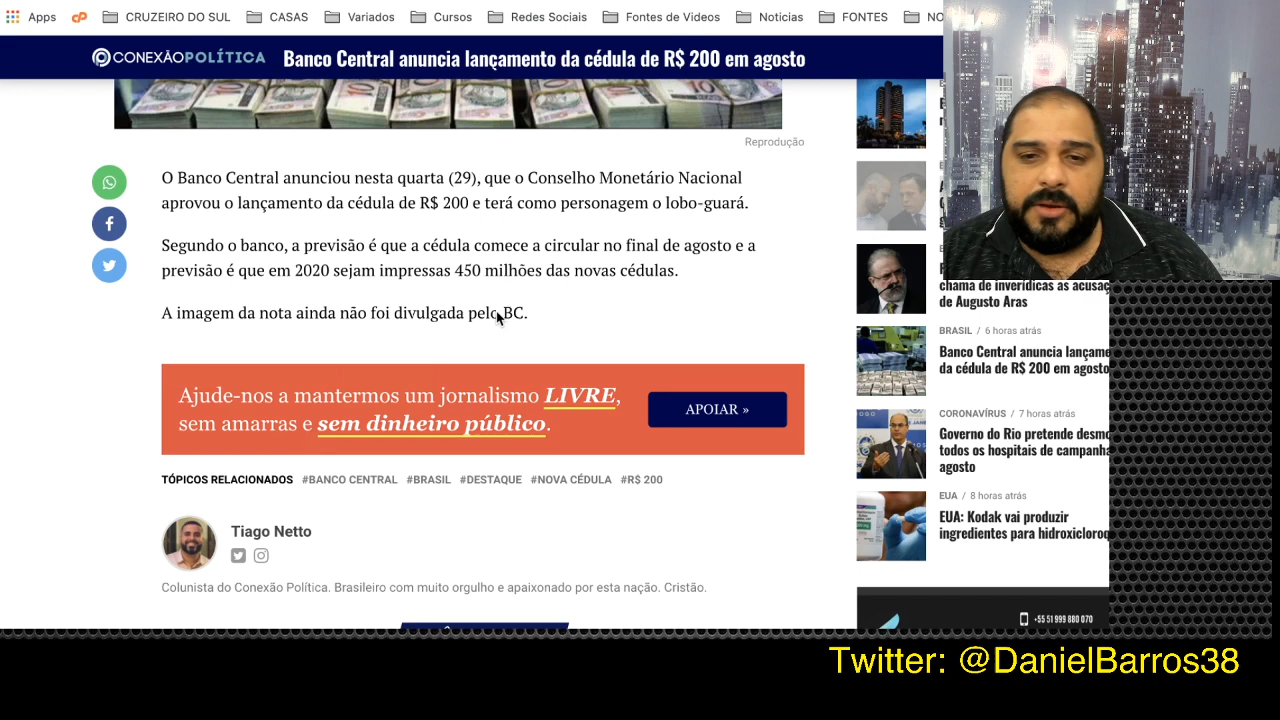 Apps
CRUZEIRO DO SUL
CASAS
Variados
Cursos
Redes Sociais
Fontes de Videos
Noticias
FONTES
NO
CONEXÃOPOLÍTICA
Banco Central anuncia lançamento da cédula de R$ 200 em agosto
Reprodução
O Banco Central anunciou nesta quarta (29), que o Conselho Monetário Nacional
aprovou o lançamento da cédula de R$ 200 e terá como personagem o lobo-guará.
Segundo o banco, a previsão é que a cédula comece a circular no final de agosto e a
previsão é que em 2020 sejam impressas 450 milhões das novas cédulas.
A imagem da nota ainda não foi divulgada pelo BC.
Ajude-nos a mantermos um jornalismo LIVRE,
sem amarras e sem dinheiro público.
APOIAR »
TÓPICOS RELACIONADOS #BANCO CENTRAL #BRASIL #DESTAQUE #NOVA CÉDULA #R$ 200
Tiago Netto
Colunista do Conexão Política. Brasileiro com muito orgulho e apaixonado por esta nação. Cristão.
chama de inverídicas as
de Augusto Aras
BRASIL / 6 horas atrás
Banco Central anuncia
da cédula de R$ 200 em agosto
CORONAVÍRUS / 7 horas atrás
Governo do Rio pretende
todos os hospitais de
agosto
EUA / 8 horas atrás
EUA: Kodak vai produzir
ingredientes para
+55 51 999 880 070
Twitter: @DanielBarros38